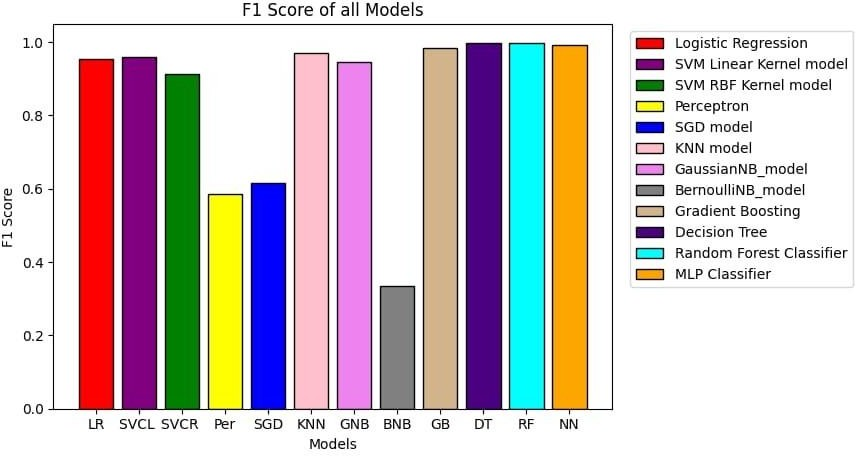 F1 Score of all Models
F1 Score
1.0
0.8
0.6
0.4
0.2
0.0
LR SVCL SVCR Per SGD KNN GNB BNB GB DT RF NN
Models
Logistic Regression
SVM Linear Kernel model
SVM RBF Kernel model
Perceptron
SGD model
KNN model
GaussianNB_model
BernoulliNB_model
Gradient Boosting
Decision Tree
Random Forest Classifier
MLP Classifier